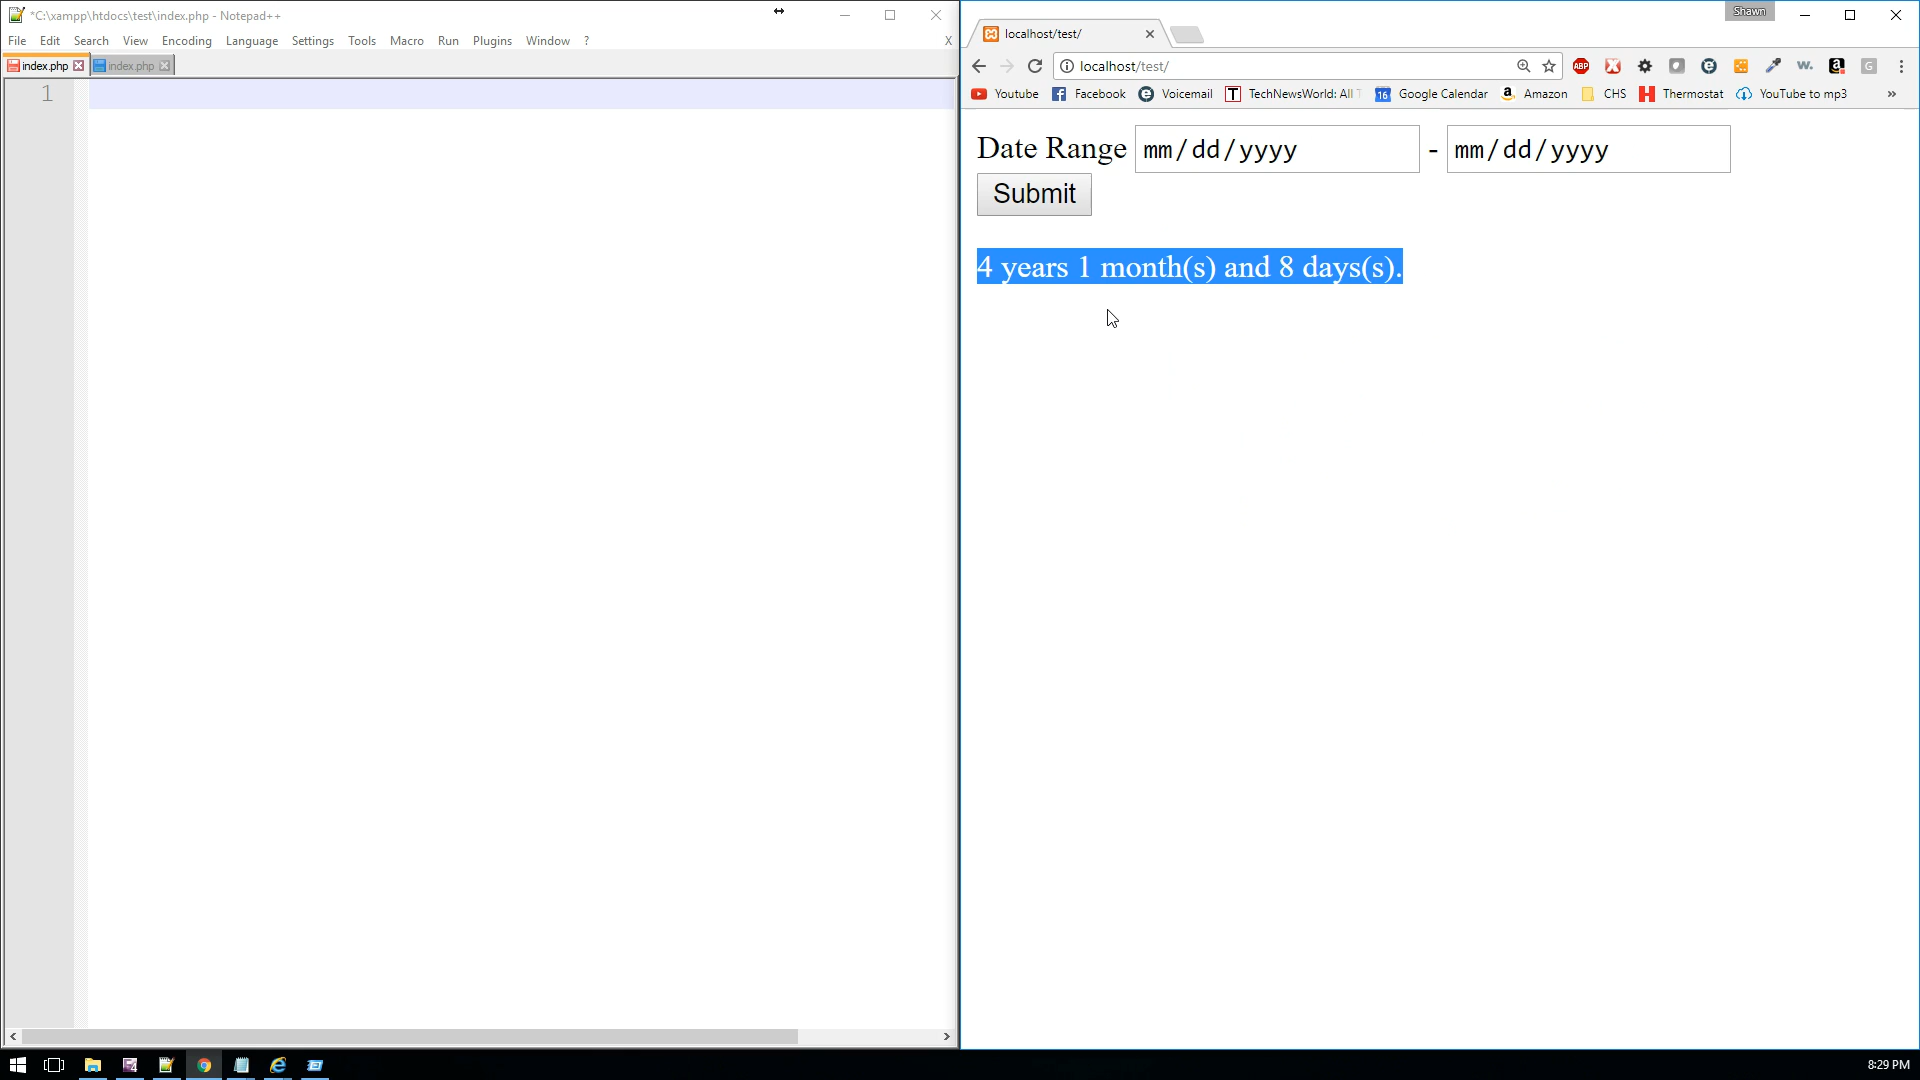 *C:\xampp\htdocs\test\index.php - Notepad++
File Edit Search View Encoding Language Settings Tools Macro Run Plugins Window ? X
index.php index.php
1
Shawn
localhost/test/
localhost/test/
ABP
Youtube Facebook Voicemail T TechNewsWorld: All T 16 Google Calendar Amazon CHS Thermostat YouTube to mp3 »
Date Range mm/dd/yyyy - mm/dd/yyyy
Submit
4 years 1 month(s) and 8 days(s).
8:29 PM